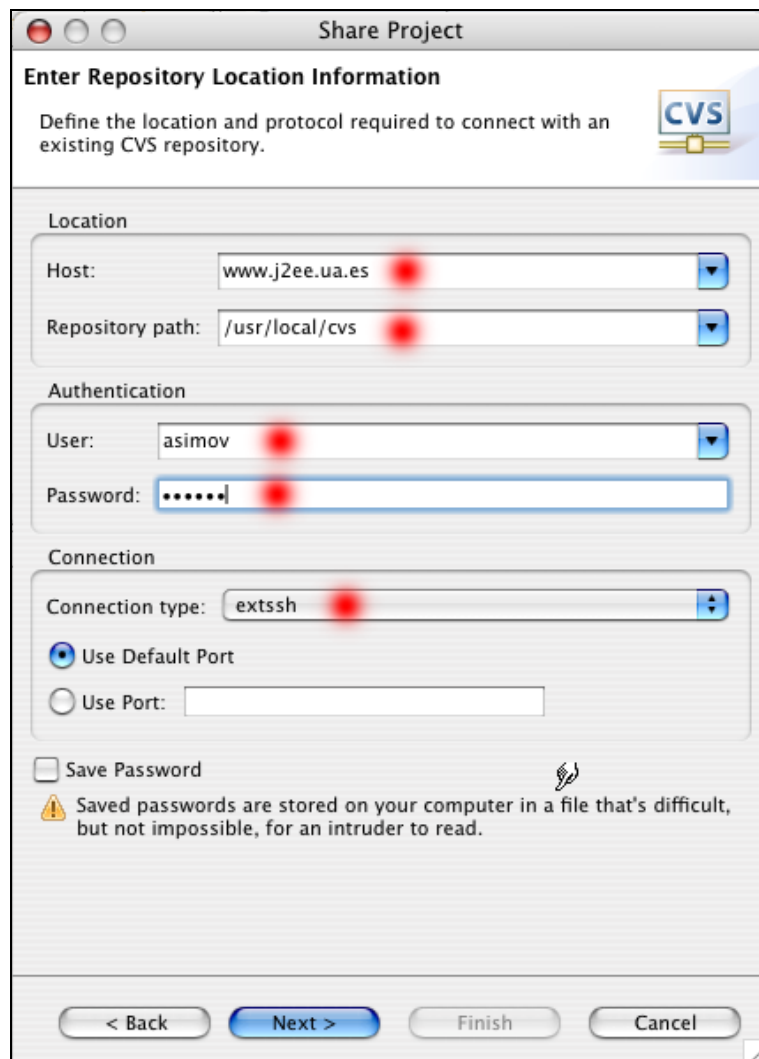 Share Project
Enter Repository Location Information
Define the location and protocol required to connect with an
existing CVS repository.
CVS
Location
Host: www.j2ee.ua.es
Repository path: /usr/local/cvs
Authentication
User: asimov
Password: ••••••
Connection
Connection type: extssh
Use Default Port
Use Port:
Save Password
Saved passwords are stored on your computer in a file that's difficult,
but not impossible, for an intruder to read.
< Back Next > Finish Cancel